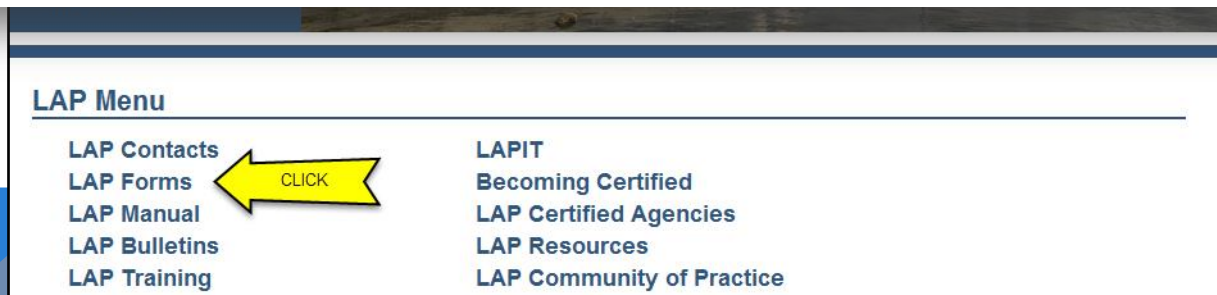 LAP Menu
LAP Contacts
LAP Forms
CLICK
LAP Manual
LAP Bulletins
LAP Training
LAPIT
Becoming Certified
LAP Certified Agencies
LAP Resources
LAP Community of Practice